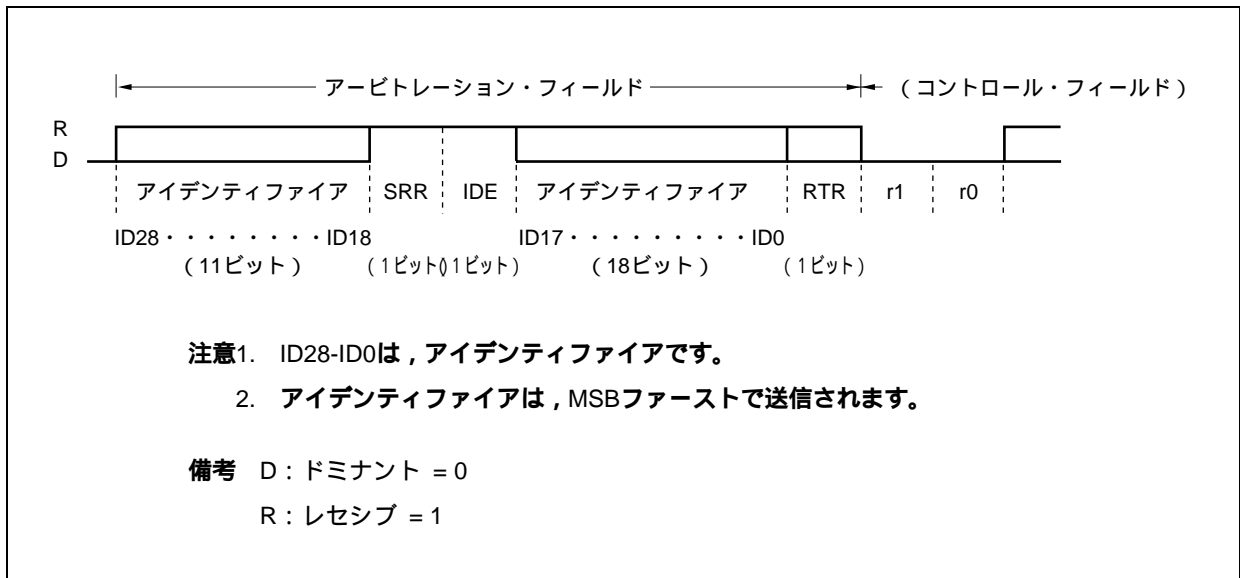 アービトレーション・フィールド （コントロール・フィールド）
R
D
アイデンティファイア SRR IDE アイデンティファイア RTR r1 r0
ID28・・・・・・・・ID18 ID17・・・・・・・・・ID0
（11ビット） （1ビット）（1ビット） （18ビット） （1ビット）
注意1. ID28-ID0は，アイデンティファイアです。
2. アイデンティファイアは，MSBファーストで送信されます。
備考 D：ドミナント = 0
R：レセシブ = 1